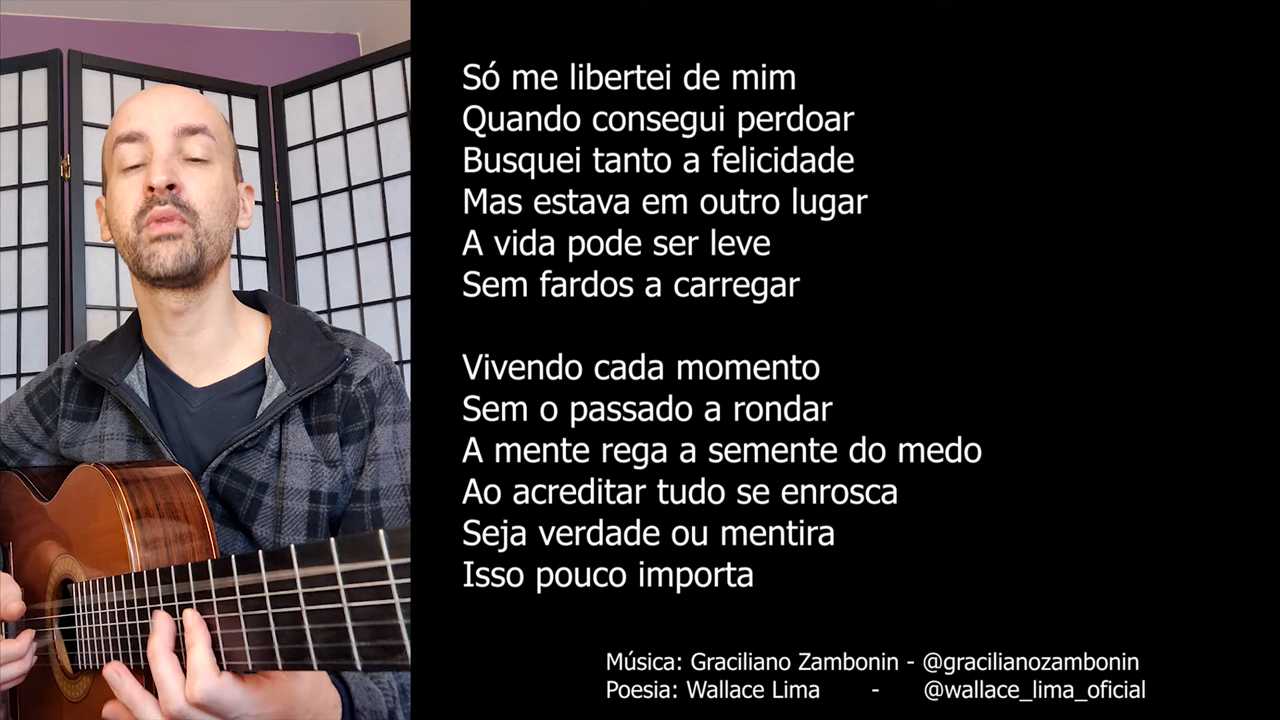 Só me libertei de mim
Quando consegui perdoar
Busquei tanto a felicidade
Mas estava em outro lugar
A vida pode ser leve
Sem fardos a carregar
Vivendo cada momento
Sem o passado a rondar
A mente rega a semente do medo
Ao acreditar tudo se enrosca
Seja verdade ou mentira
Isso pouco importa
Música: Graciliano Zambonin - @gracilianozambonin
Poesia: Wallace Lima - @wallace_lima_oficial